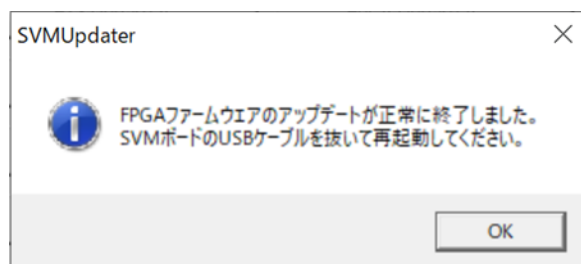 SVMUpdater
FPGAファームウェアのアップデートが正常に終了しました。
SVMボードのUSBケーブルを抜いて再起動してください。
OK